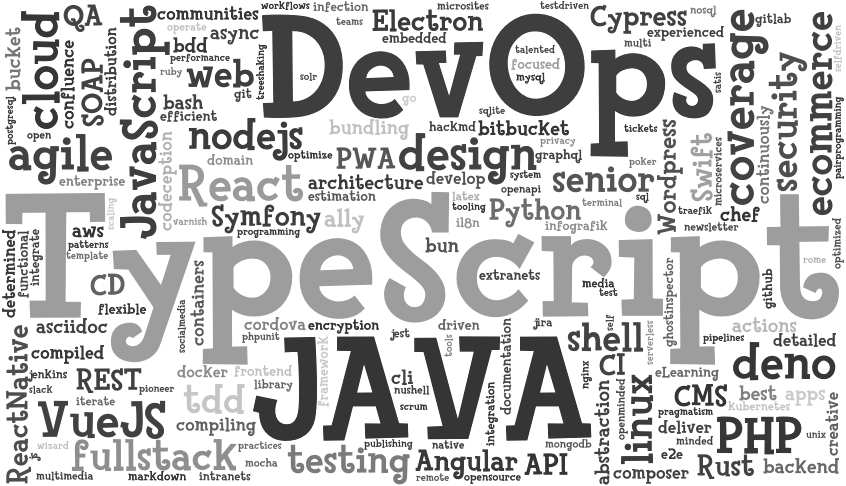 workflows
infection
microsites
testdriven
nosql
QA
communities
teams
Electron
Cypress
gitlab
operate
embedded
talented
multi
experienced
selfdriven
bucket
cloud
confluence
SOAP
distribution
JavaScript
bdd
async
DevOps
performance
ruby
web
treeshaking
solr
focused
mysql
satis
coverage
security
ecommerce
git
go
bash
efficient
sqlite
postgresql
open
bundling
hackmd
bitbucket
tickets
privacy
continuously
pairprogramming
agile
nodejs
domain
optimize
PWA
design
graphql
poker
Wordpress
Swift
microservices
enterprise
codeception
React
architecture
develop
system
openapi
senior
sql
estimation
latex
tooling
Python
terminal
traefik
chef
scaling
varnish
Symfony
ally
i18n
infografik
newsletter
programming
determined
functional
integrate
aws
patterns
template
TypeScript
bun
optimized
rome
CD
flexible
containers
socialmedia
extranets
media
test
ghostinspector
github
asciidoc
cordova
encryption
driven
jira
self
serverless
pipelines
actions
phpunit
jest
tools
documentation
shell
detailed
compiled
ReactNative
jenkins
slack
REST
pioneer
docker
frontend
library
framework
JAVA
cli
nushell
scrum
integration
nginx
CI
eLearning
deno
iterate
tdd
abstraction
openminded
linux
CMS
best
apps
kubernetes
pragmatism
creative
VueJS
compiling
deliver
minded
PHP
unix
wizard
fullstack
practices
publishing
native
mongodb
e2e
multimedia
markdown
intranets
mocha
testing
Angular
API
remote
opensource
composer
Rust
backend